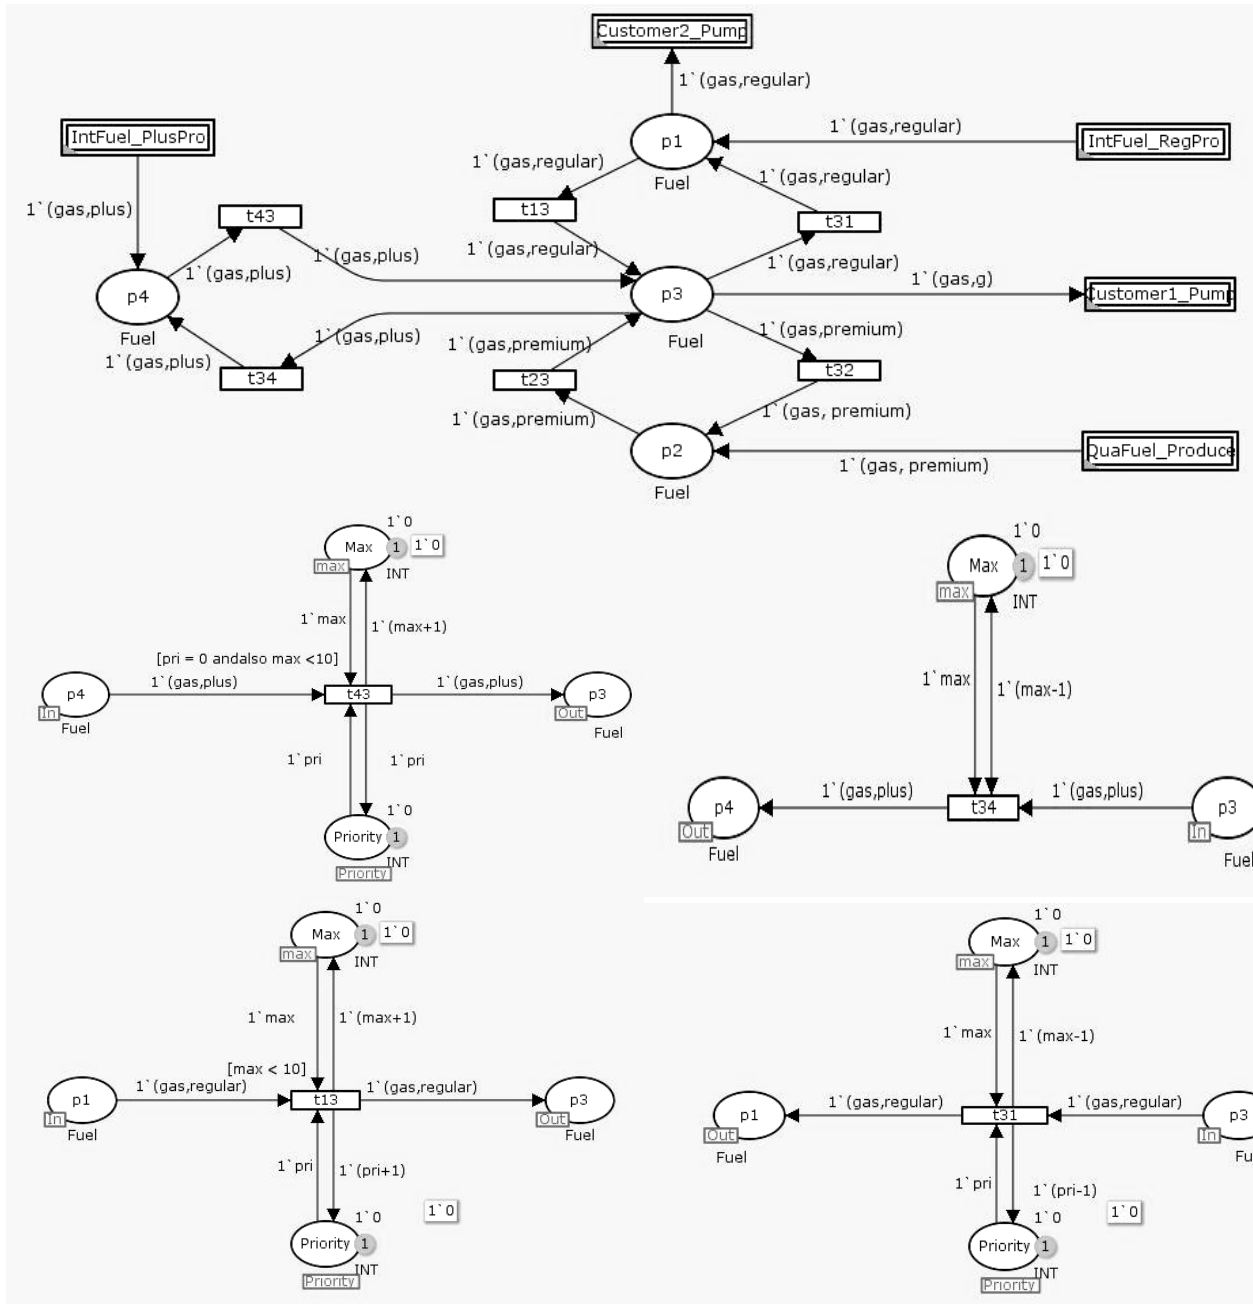 Customer2_Pump
1`(gas,regular)
IntFuel_PlusPro
1`(gas,regular)
p1
IntFuel_RegPro
1`(gas,regular)
Fuel
1`(gas,regular)
1`(gas,plus)
t43
t13
t31
1`(gas,plus)
1`(gas,regular)
1`(gas,regular)
1`(gas,plus)
1`(gas,g)
p4
p3
Customer1_Pump
Fuel
1`(gas,plus)
1`(gas,premium)
Fuel
1`(gas,premium)
1`(gas,plus)
t34
t23
t32
1`(gas,premium)
1`(gas, premium)
p2
QuaFuel_Produce
1`(gas, premium)
Fuel
1`0
Max
1
1`0
max
INT
1`max
1`(max+1)
[pri = 0 andalso max <10]
p4
1`(gas,plus)
t43
1`(gas,plus)
p3
In
Fuel
Out
Fuel
1`pri
1`pri
1`0
Priority
1
INT
Priority
1`0
Max
1
1`0
max
INT
1`max
1`(max-1)
p4
1`(gas,plus)
t34
1`(gas,plus)
p3
Out
Fuel
In
Fuel
1`0
Max
1
1`0
max
INT
1`max
1`(max+1)
[max < 10]
p1
1`(gas,regular)
t13
1`(gas,regular)
p3
In
Fuel
Out
Fuel
1`pri
1`(pri+1)
1`0
1`0
Priority
1
INT
Priority
1`0
Max
1
1`0
max
INT
1`max
1`(max-1)
p1
1`(gas,regular)
t31
1`(gas,regular)
p3
Out
Fuel
In
Fu
1`pri
1`(pri-1)
1`0
1`0
Priority
1
INT
Priority